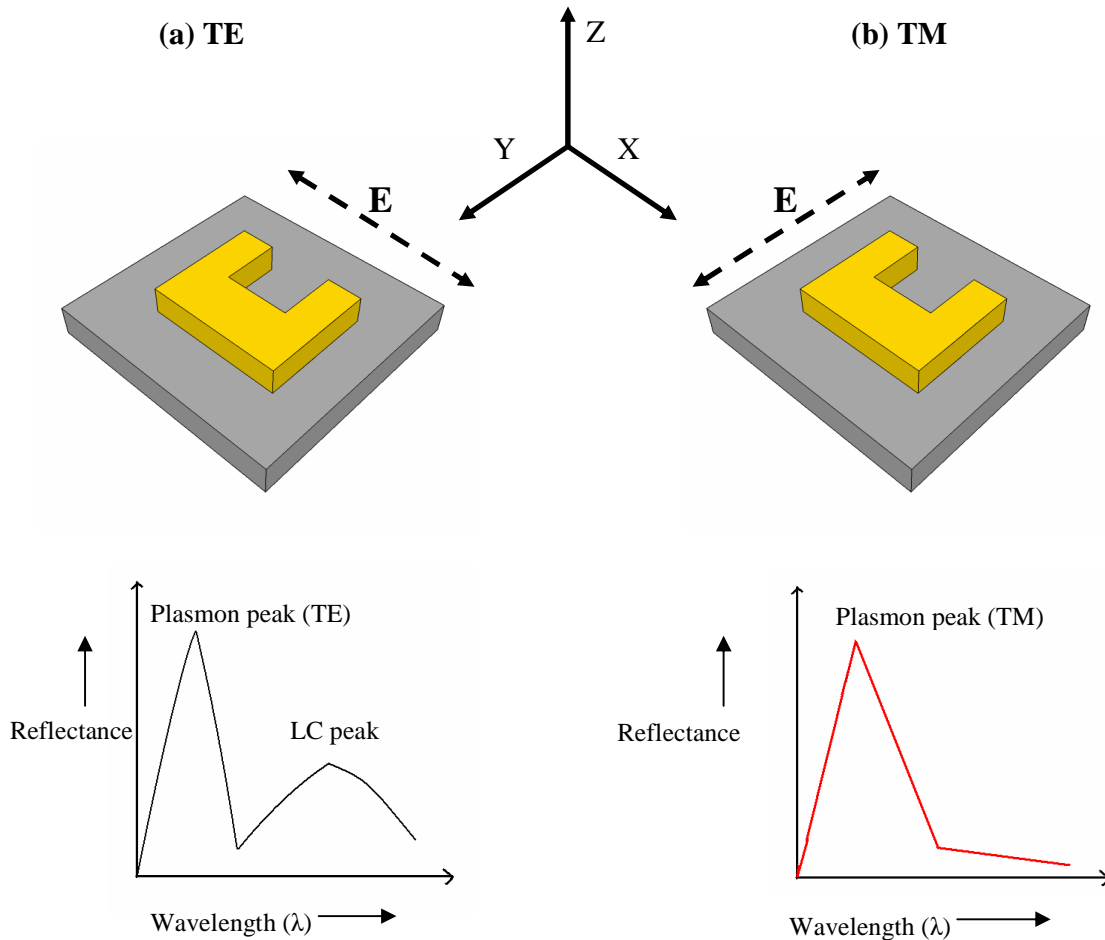 (a) TE
Z
(b) TM
Y
X
E
E
Plasmon peak (TE)
Reflectance
LC peak
Wavelength (λ)
Plasmon peak (TM)
Reflectance
Wavelength (λ)